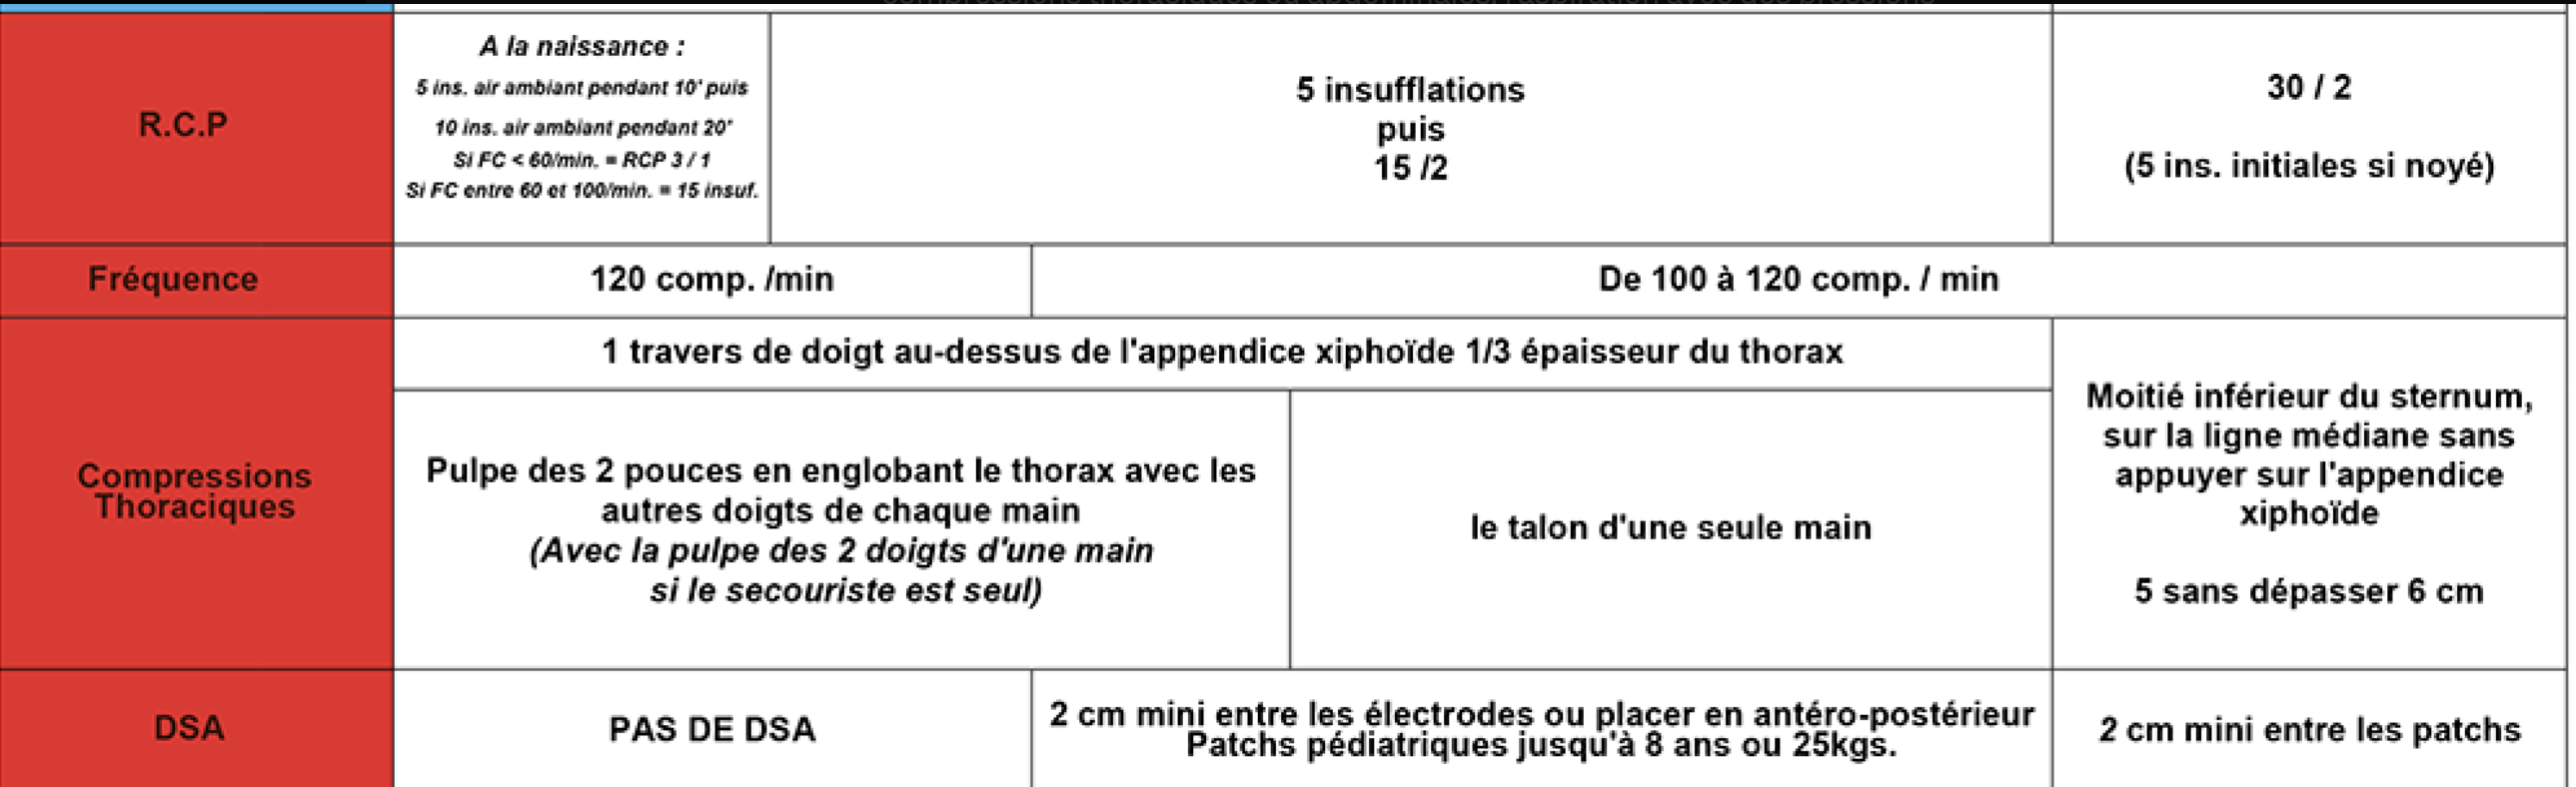 R.C.P
A la naissance :
5 ins. air ambiant pendant 10' puis
10 ins. air ambiant pendant 20'
Si FC < 60/min. = RCP 3 / 1
Si FC entre 60 et 100/min. = 15 insuf.
5 insufflations
puis
15 /2
30 / 2
(5 ins. initiales si noyé)
Fréquence
120 comp. /min
De 100 à 120 comp. / min
Compressions
Thoraciques
1 travers de doigt au-dessus de l'appendice xiphoïde 1/3 épaisseur du thorax
Pulpe des 2 pouces en englobant le thorax avec les
autres doigts de chaque main
(Avec la pulpe des 2 doigts d'une main
si le secouriste est seul)
le talon d'une seule main
Moitié inférieur du sternum,
sur la ligne médiane sans
appuyer sur l'appendice
xiphoïde
5 sans dépasser 6 cm
DSA
PAS DE DSA
2 cm mini entre les électrodes ou placer en antéro-postérieur
Patchs pédiatriques jusqu'à 8 ans ou 25kgs.
2 cm mini entre les patchs